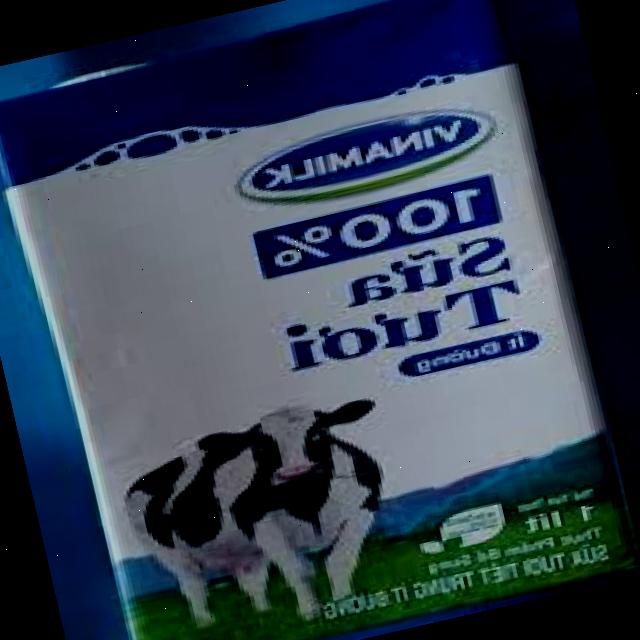 VINAMILK
100%
Sữa
Tươi
Ít đường
1 lít
SỮA TƯƠI TIỆT TRÙNG ÍT ĐƯỜNG